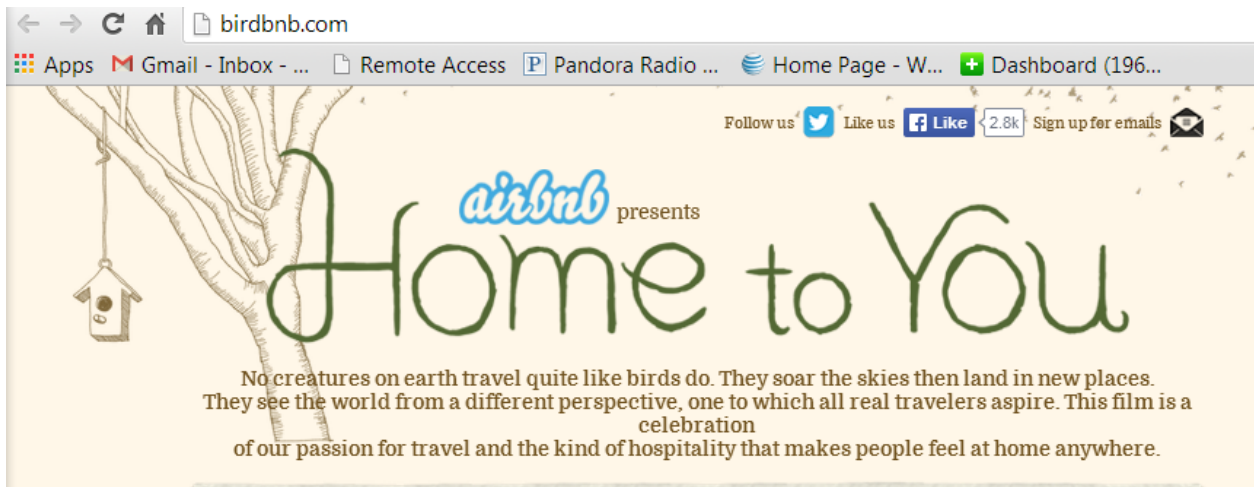 birdbnb.com
Apps Gmail - Inbox - ... Remote Access P Pandora Radio ... Home Page - W... Dashboard (196...
Follow us Like us f Like 2.8k Sign up for emails
airbnb presents
Home to You
No creatures on earth travel quite like birds do. They soar the skies then land in new places.
They see the world from a different perspective, one to which all real travelers aspire. This film is a
celebration
of our passion for travel and the kind of hospitality that makes people feel at home anywhere.